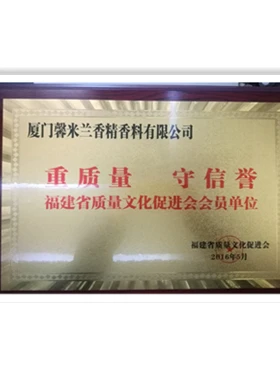 厦门馨米兰香精香料有限公司
重质量 守信誉
福建省质量文化促进会会员单位
福建省质量文化促进会
2016年5月